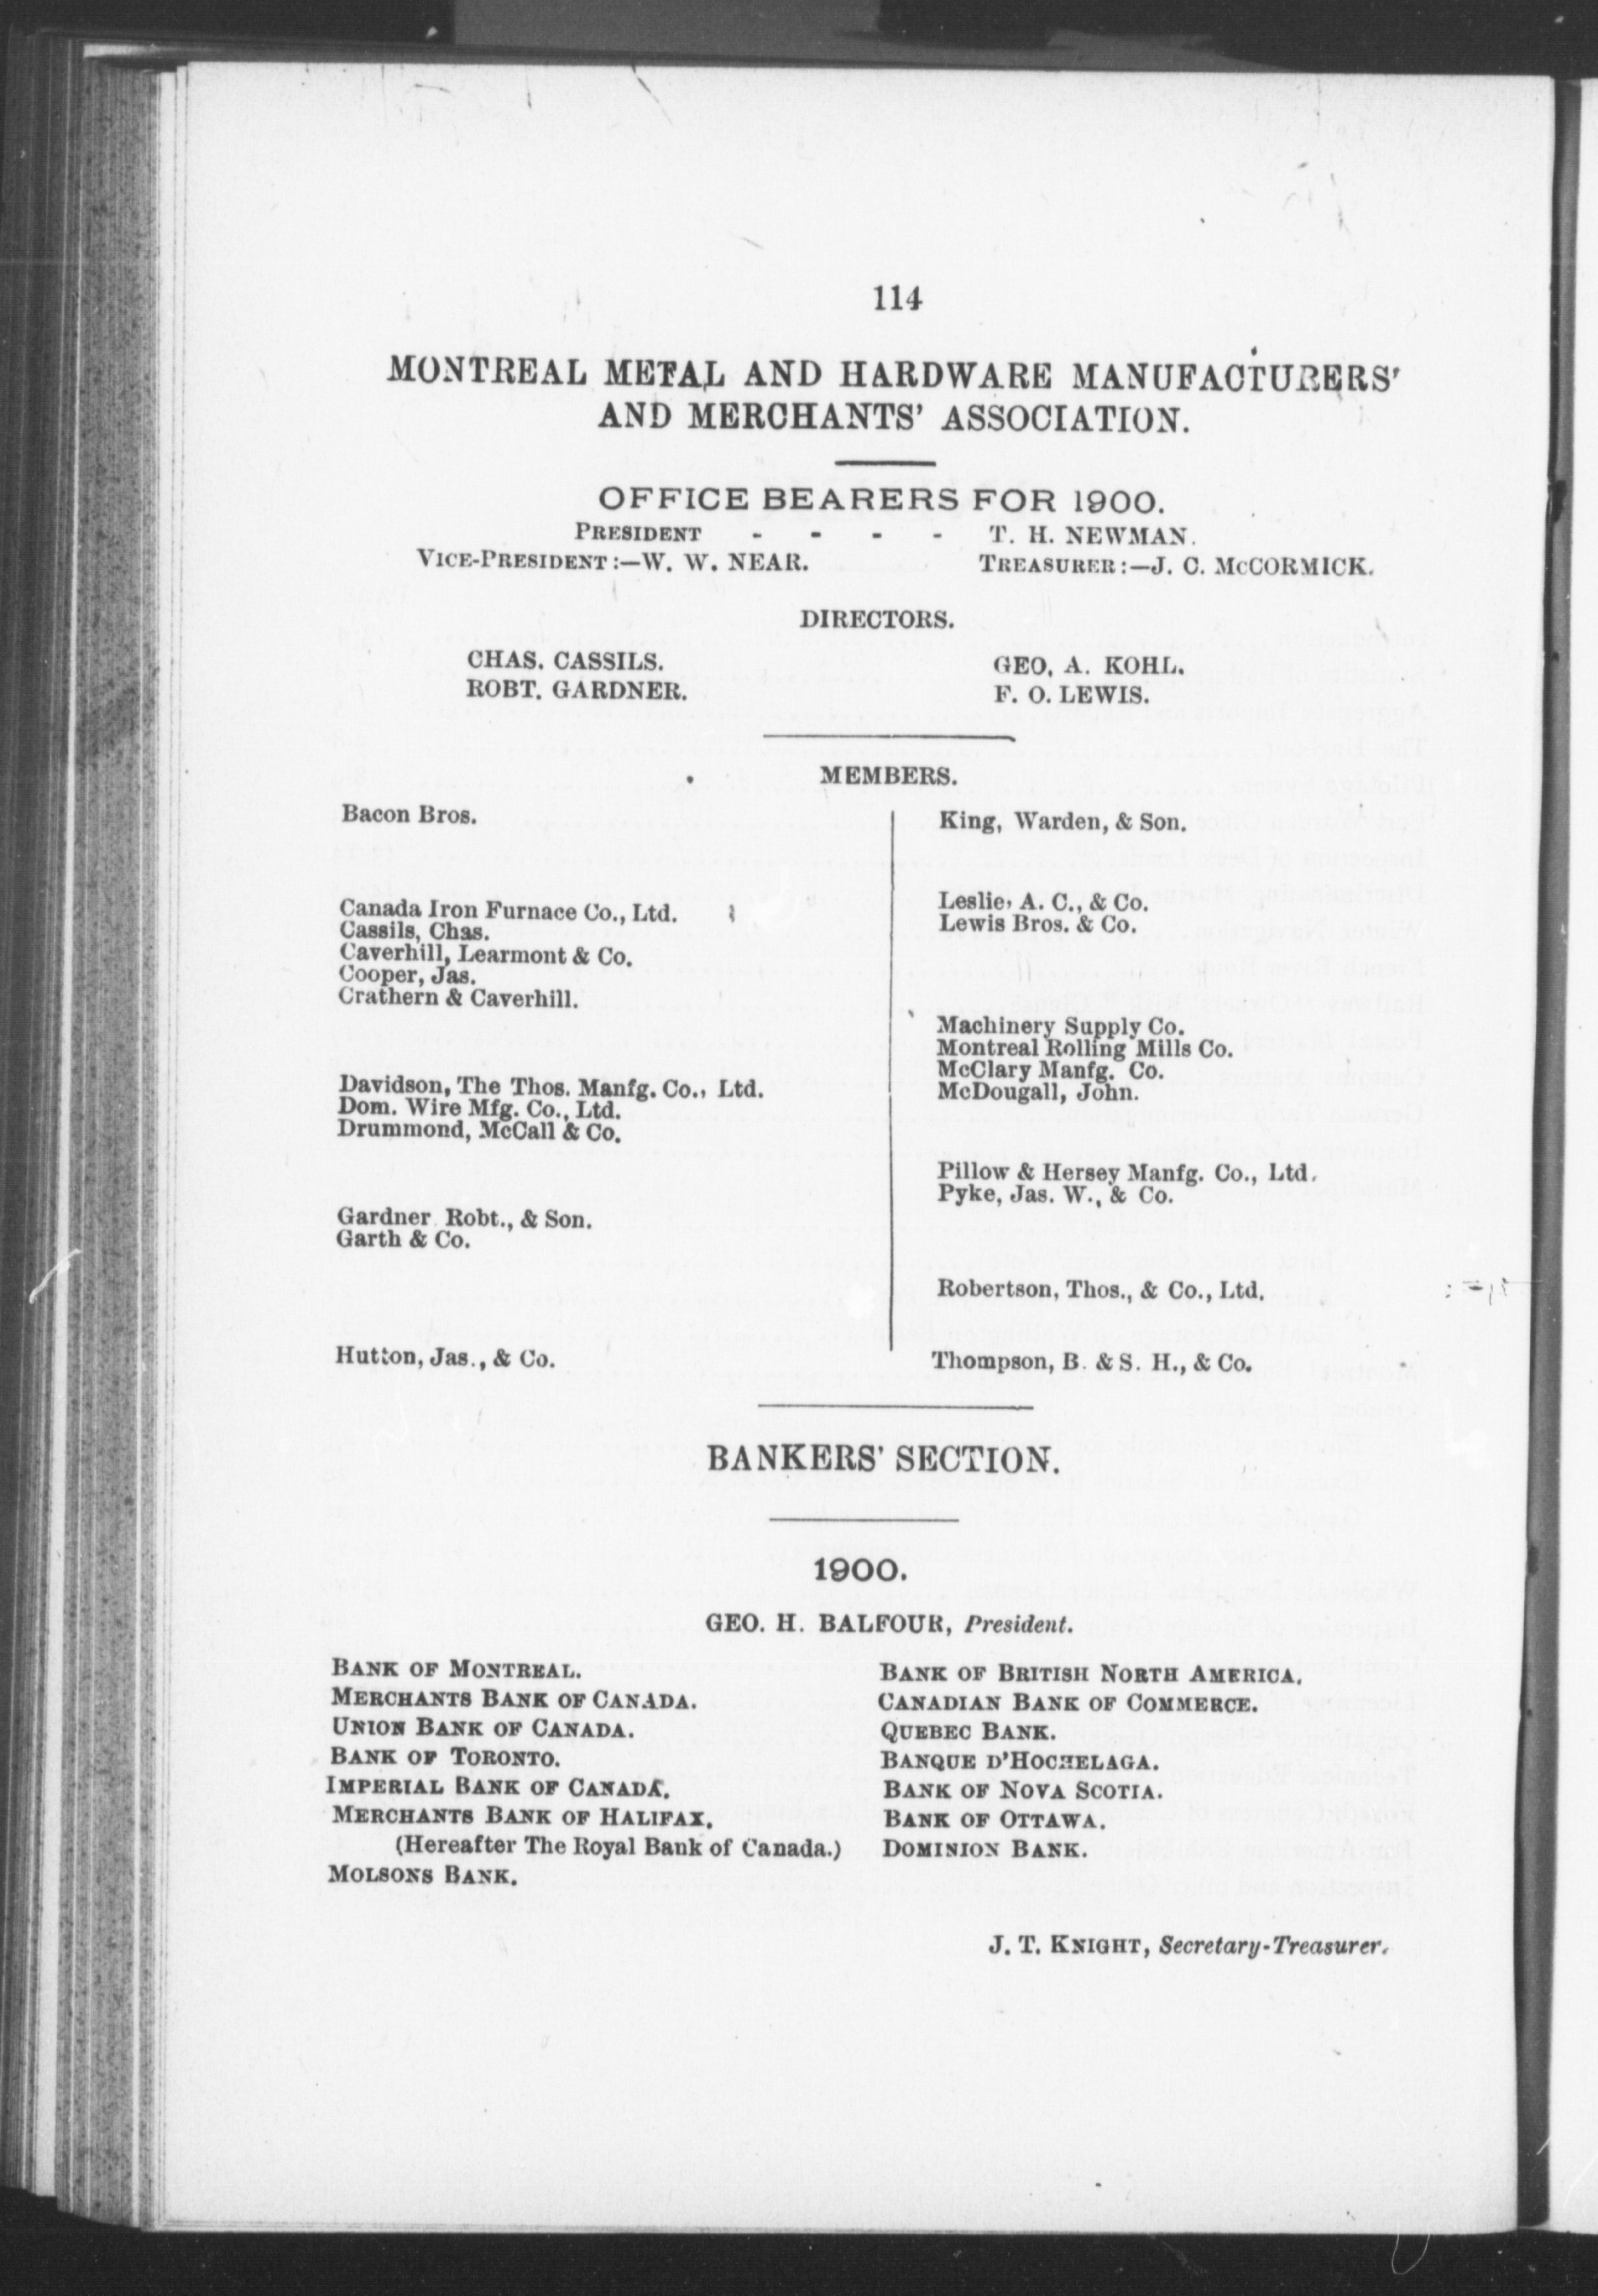 114
MONTREAL METAL AND HARDWARE MANUFACTURERS'
AND MERCHANTS' ASSOCIATION.
OFFICE BEARERS FOR 1900.
PRESIDENT - - - - T. H. NEWMAN.
VICE-PRESIDENT:—W. W. NEAR. TREASURER:—J. C. McCORMICK.
DIRECTORS.
CHAS. CASSILS.
ROBT. GARDNER.
GEO, A. KOHL.
F. O. LEWIS.
MEMBERS.
Bacon Bros.
Canada Iron Furnace Co., Ltd.
Cassils, Chas.
Caverhill, Learmont & Co.
Cooper, Jas.
Crathern & Caverhill.
Davidson, The Thos. Manfg. Co., Ltd.
Dom. Wire Mfg. Co., Ltd.
Drummond, McCall & Co.
Gardner Robt., & Son.
Garth & Co.
Hutton, Jas., & Co.
King, Warden, & Son.
Leslie, A. C., & Co.
Lewis Bros. & Co.
Machinery Supply Co.
Montreal Rolling Mills Co.
McClary Manfg. Co.
McDougall, John.
Pillow & Hersey Manfg. Co., Ltd.
Pyke, Jas. W., & Co.
Robertson, Thos., & Co., Ltd.
Thompson, B. & S. H., & Co.
BANKERS' SECTION.
1900.
GEO. H. BALFOUR, President.
BANK OF MONTREAL.
MERCHANTS BANK OF CANADA.
UNION BANK OF CANADA.
BANK OF TORONTO.
IMPERIAL BANK OF CANADA.
MERCHANTS BANK OF HALIFAX.
(Hereafter The Royal Bank of Canada.)
MOLSONS BANK.
BANK OF BRITISH NORTH AMERICA.
CANADIAN BANK OF COMMERCE.
QUEBEC BANK.
BANQUE D'HOCHELAGA.
BANK OF NOVA SCOTIA.
BANK OF OTTAWA.
DOMINION BANK.
J. T. KNIGHT, Secretary-Treasurer.